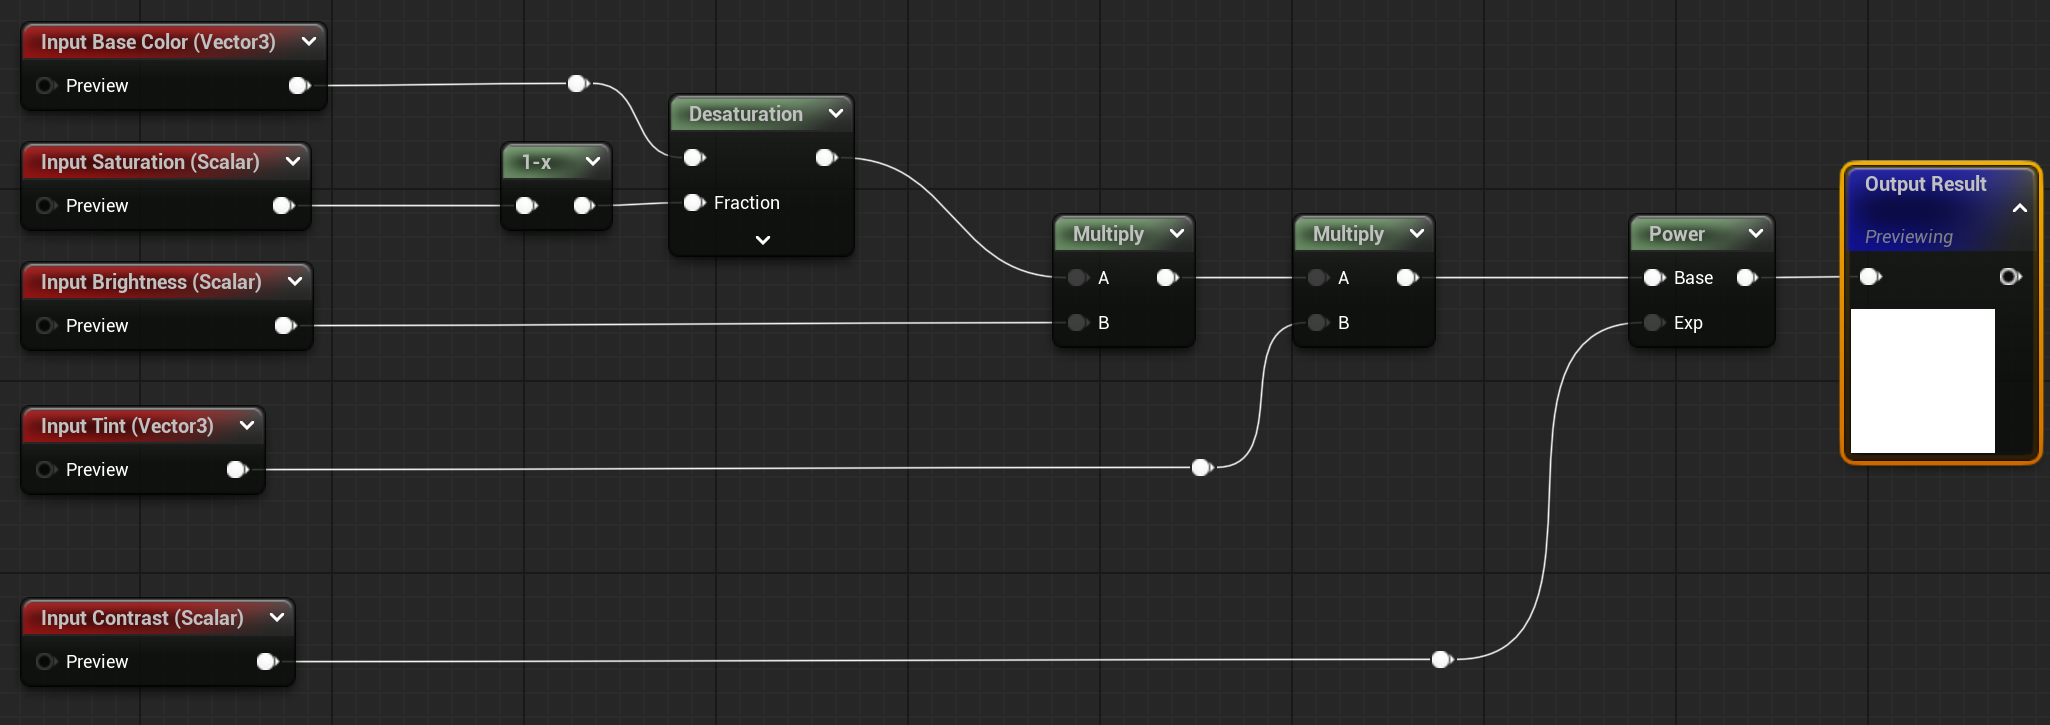 Input Base Color (Vector3)
Preview
Input Saturation (Scalar)
Preview
Input Brightness (Scalar)
Preview
Input Tint (Vector3)
Preview
Input Contrast (Scalar)
Preview
1-x
Desaturation
Fraction
Multiply
A
B
Multiply
A
B
Power
Base
Exp
Output Result
Previewing